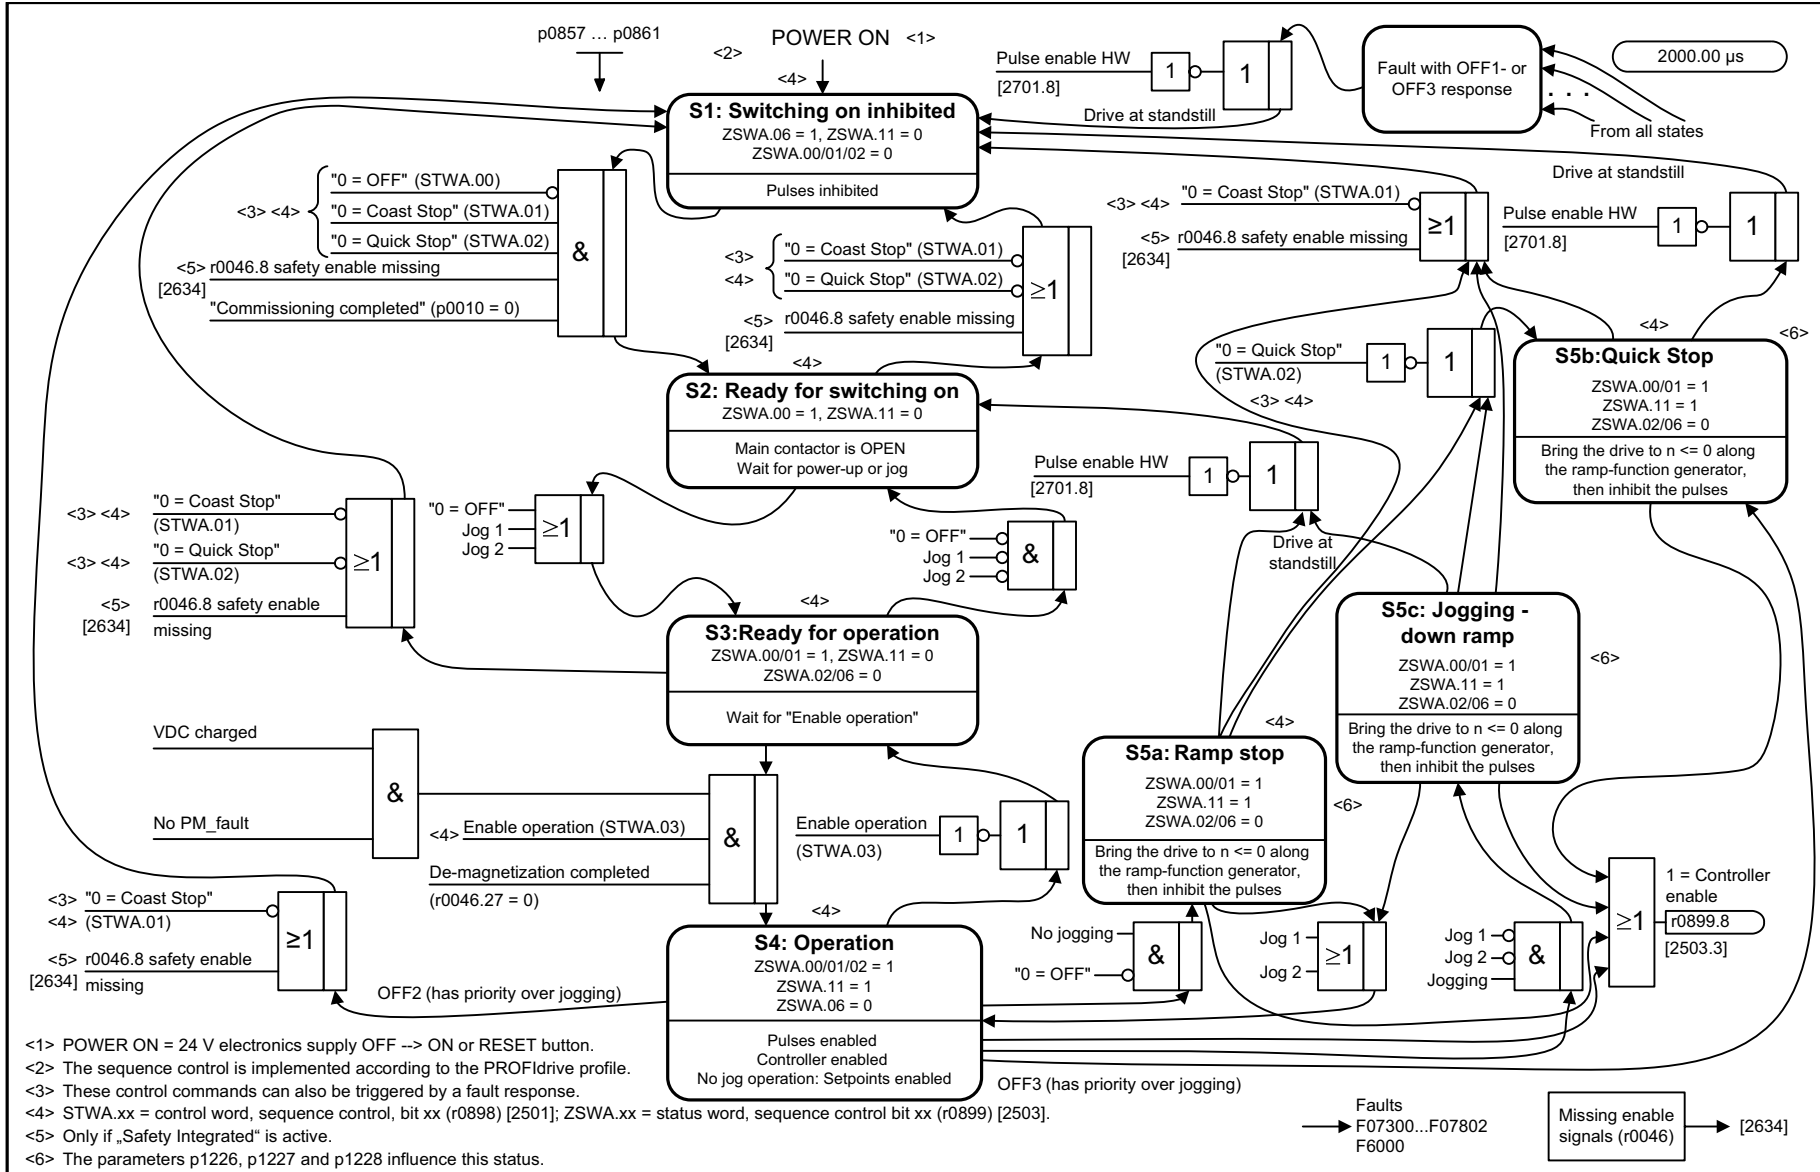 p0857 ... p0861
<2>
POWER ON <1>
<4>
Pulse enable HW
[2701.8]
1
1
Drive at standstill
Fault with OFF1- or
OFF3 response
. . .
From all states
2000.00 µs
S1: Switching on inhibited
ZSWA.06 = 1, ZSWA.11 = 0
ZSWA.00/01/02 = 0
Pulses inhibited
<3> <4>
"0 = OFF" (STWA.00)
"0 = Coast Stop" (STWA.01)
"0 = Quick Stop" (STWA.02)
<5> r0046.8 safety enable missing
[2634]
"Commissioning completed" (p0010 = 0)
&
<3>
<4>
"0 = Coast Stop" (STWA.01)
"0 = Quick Stop" (STWA.02)
<5>
[2634]
r0046.8 safety enable missing
≥1
<3> <4>
"0 = Coast Stop" (STWA.01)
<5>
[2634]
r0046.8 safety enable missing
≥1
Drive at standstill
Pulse enable HW
[2701.8]
1
1
<4>
S2: Ready for switching on
ZSWA.00 = 1, ZSWA.11 = 0
Main contactor is OPEN
Wait for power-up or jog
"0 = Quick Stop"
(STWA.02)
1
1
<3> <4>
<4>
<6>
S5b:Quick Stop
ZSWA.00/01 = 1
ZSWA.11 = 1
ZSWA.02/06 = 0
Bring the drive to n <= 0 along
the ramp-function generator,
then inhibit the pulses
<3> <4>
"0 = Coast Stop"
(STWA.01)
<3> <4>
"0 = Quick Stop"
(STWA.02)
<5>
[2634]
r0046.8 safety enable
missing
≥1
"0 = OFF"
Jog 1
Jog 2
≥1
"0 = OFF"
Jog 1
Jog 2
&
Pulse enable HW
[2701.8]
1
1
Drive at
standstill
<4>
S3:Ready for operation
ZSWA.00/01 = 1, ZSWA.11 = 0
ZSWA.02/06 = 0
Wait for "Enable operation"
S5c: Jogging -
down ramp
ZSWA.00/01 = 1
ZSWA.11 = 1
ZSWA.02/06 = 0
Bring the drive to n <= 0 along
the ramp-function generator,
then inhibit the pulses
<6>
<4>
S5a: Ramp stop
ZSWA.00/01 = 1
ZSWA.11 = 1
ZSWA.02/06 = 0
Bring the drive to n <= 0 along
the ramp-function generator,
then inhibit the pulses
<6>
VDC charged
No PM_fault
&
<4> Enable operation (STWA.03)
De-magnetization completed
(r0046.27 = 0)
&
Enable operation
(STWA.03)
1
1
<3> "0 = Coast Stop"
<4> (STWA.01)
<5> r0046.8 safety enable
[2634] missing
≥1
OFF2 (has priority over jogging)
<4>
S4: Operation
ZSWA.00/01/02 = 1
ZSWA.11 = 1
ZSWA.06 = 0
Pulses enabled
Controller enabled
No jog operation: Setpoints enabled
No jogging
"0 = OFF"
&
Jog 1
Jog 2
≥1
Jog 1
Jog 2
Jogging
&
≥1
1 = Controller
enable
r0899.8
[2503.3]
OFF3 (has priority over jogging)
<1> POWER ON = 24 V electronics supply OFF --> ON or RESET button.
<2> The sequence control is implemented according to the PROFIdrive profile.
<3> These control commands can also be triggered by a fault response.
<4> STWA.xx = control word, sequence control, bit xx (r0898) [2501]; ZSWA.xx = status word, sequence control bit xx (r0899) [2503].
<5> Only if „Safety Integrated“ is active.
<6> The parameters p1226, p1227 and p1228 influence this status.
Faults
F07300...F07802
F6000
Missing enable
signals (r0046)
[2634]